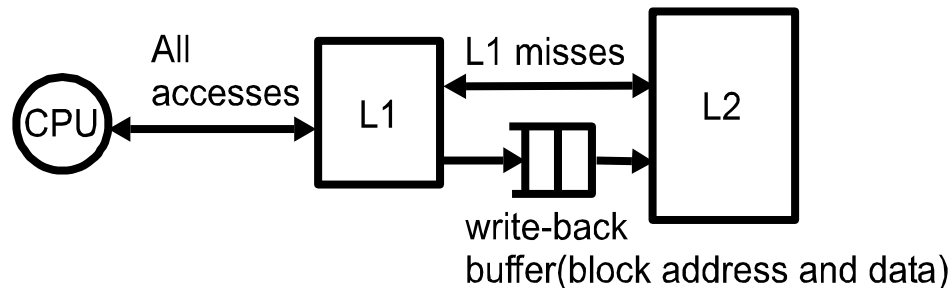 All
accesses
CPU
L1
L1 misses
L2
write-back
buffer(block address and data)